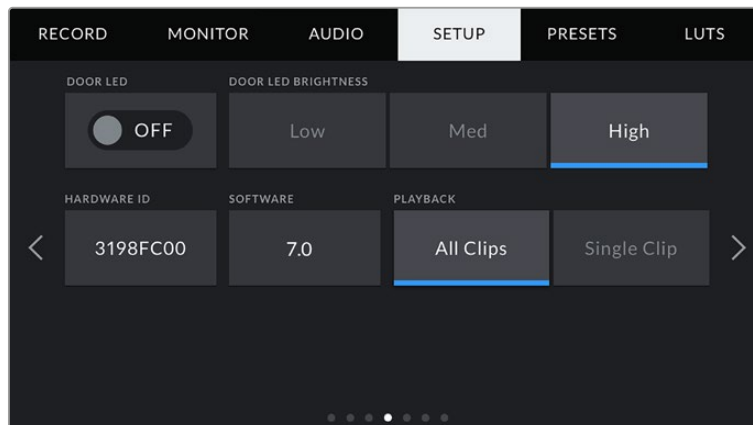 RECORD MONITOR AUDIO SETUP PRESETS LUTS
DOOR LED DOOR LED BRIGHTNESS
OFF Low Med High
HARDWARE ID SOFTWARE PLAYBACK
3198FC00 7.0 All Clips Single Clip